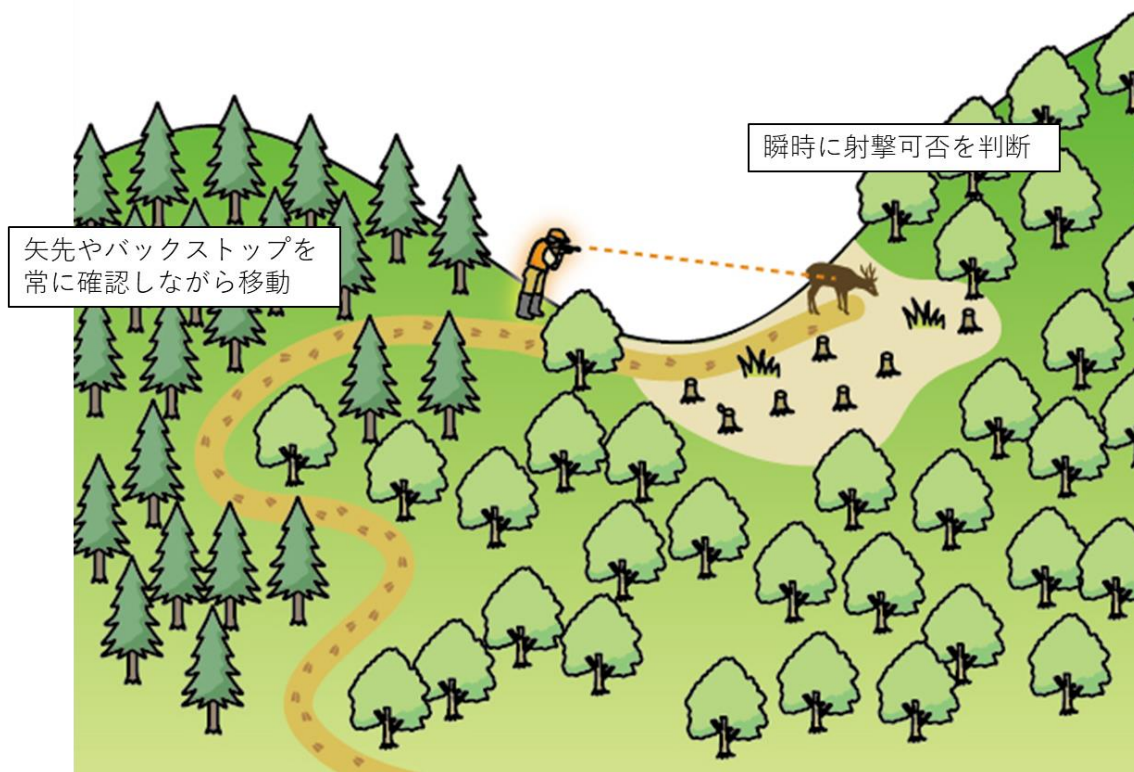 瞬時に射撃可否を判断
矢先やバックストップを
常に確認しながら移動